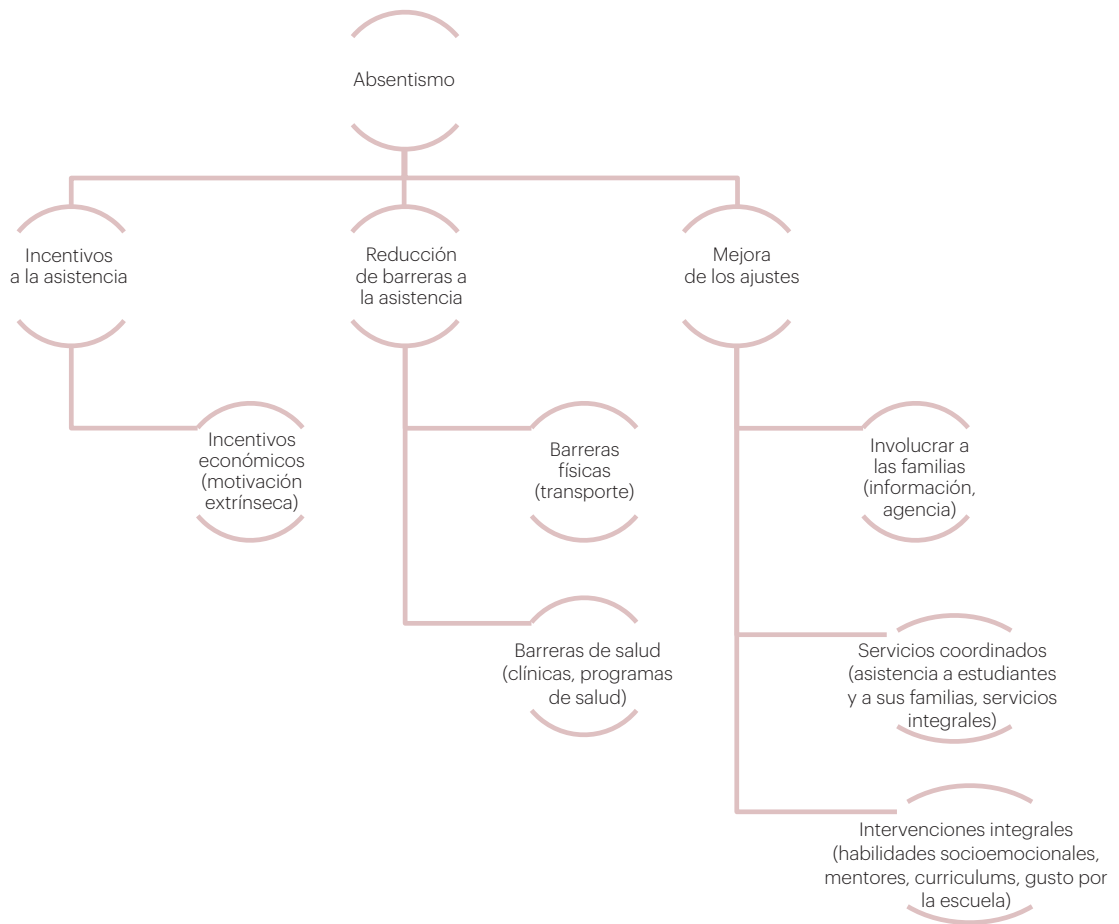 Absentismo
Incentivos
a la asistencia
Reducción
de barreras a
la asistencia
Mejora
de los ajustes
Incentivos
económicos
(motivación
extrínseca)
Barreras
físicas
(transporte)
Involucrar a
las familias
(información,
agencia)
Barreras de salud
(clínicas, programas
de salud)
Servicios coordinados
(asistencia a estudiantes
y a sus familias, servicios
integrales)
Intervenciones integrales
(habilidades socioemocionales,
mentores, curriculums, gusto por
la escuela)